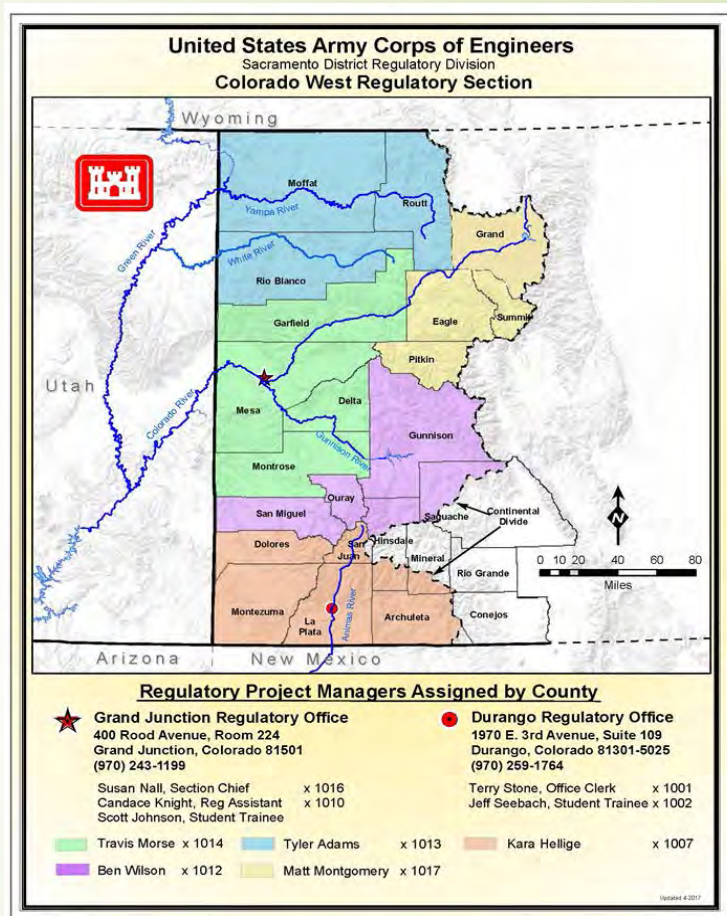 United States Army Corps of Engineers
Sacramento District Regulatory Division
Colorado West Regulatory Section
Wyoming
Moffat
Routt
Yampa River
Green River
White River
Grand
Rio Blanco
Garfield
Eagle
Summit
Pitkin
Utah
Colorado River
Mesa
Delta
Gunnison
Gunnison River
Montrose
Ouray
San Miguel
Saguache
Continental
Divide
N
Dolores
San
Juan
Hinsdale
Mineral
Rio Grande
0 10 20 40 60 80
Miles
Montezuma
La
Plata
Animas River
Archuleta
Conejos
Arizona
New Mexico
Regulatory Project Managers Assigned by County
Grand Junction Regulatory Office
400 Rood Avenue, Room 224
Grand Junction, Colorado 81501
(970) 243-1199
Susan Nall, Section Chief x 1016
Candace Knight, Reg Assistant x 1010
Scott Johnson, Student Trainee
Durango Regulatory Office
1970 E. 3rd Avenue, Suite 109
Durango, Colorado 81301-5025
(970) 259-1764
Terry Stone, Office Clerk x 1001
Jeff Seebach, Student Trainee x 1002
Travis Morse x 1014
Tyler Adams x 1013
Kara Hellige x 1007
Ben Wilson x 1012
Matt Montgomery x 1017
Updated 4-2017